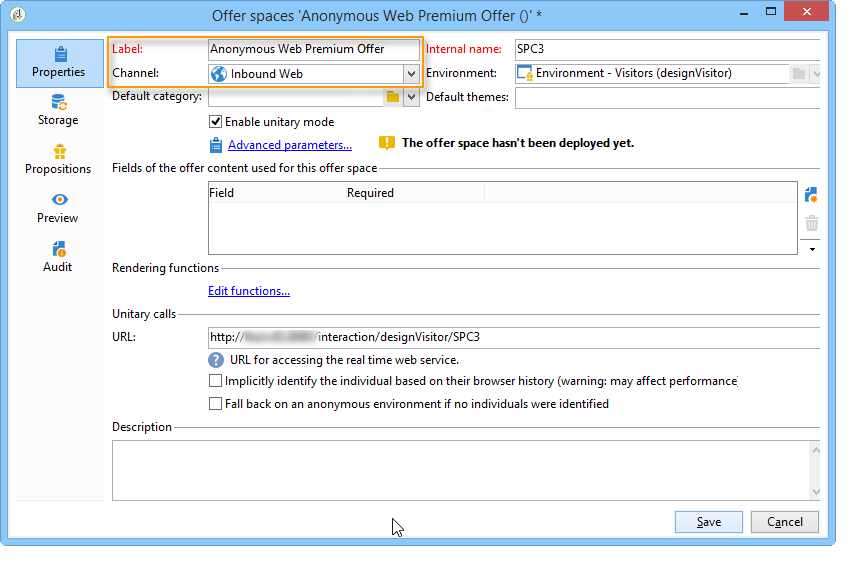 Offer spaces 'Anonymous Web Premium Offer ()' *
Properties
Storage
Propositions
Preview
Audit
Label: Anonymous Web Premium Offer Internal name: SPC3
Channel: Inbound Web Environment: Environment - Visitors (designVisitor)
Default category: Default themes:
Enable unitary mode
Advanced parameters... The offer space hasn't been deployed yet.
Fields of the offer content used for this offer space
Field Required
Rendering functions
Edit functions...
Unitary calls
URL: http:// /interaction/designVisitor/SPC3
URL for accessing the real time web service.
Implicitly identify the individual based on their browser history (warning: may affect performance
Fall back on an anonymous environment if no individuals were identified
Description
Save Cancel